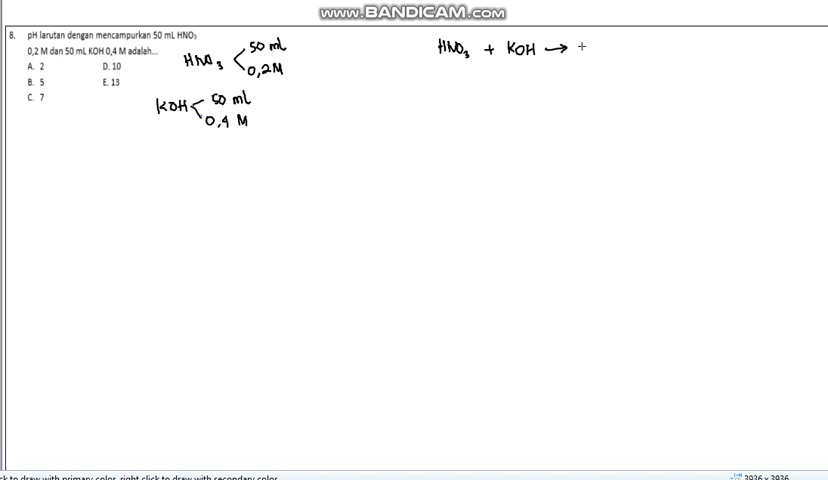 www.BANDICAM.com
8. pH larutan dengan mencampurkan 50 mL HNO₃
0,2 M dan 50 mL KOH 0,4 M adalah...
A. 2 D. 10
B. 5 E. 13
C. 7
HNO₃ 50 ml
0,2M
KOH 50 ml
0,4 M
HNO₃ + KOH →
ck to draw with primary color, right click to draw with secondary color
3936 x 3936